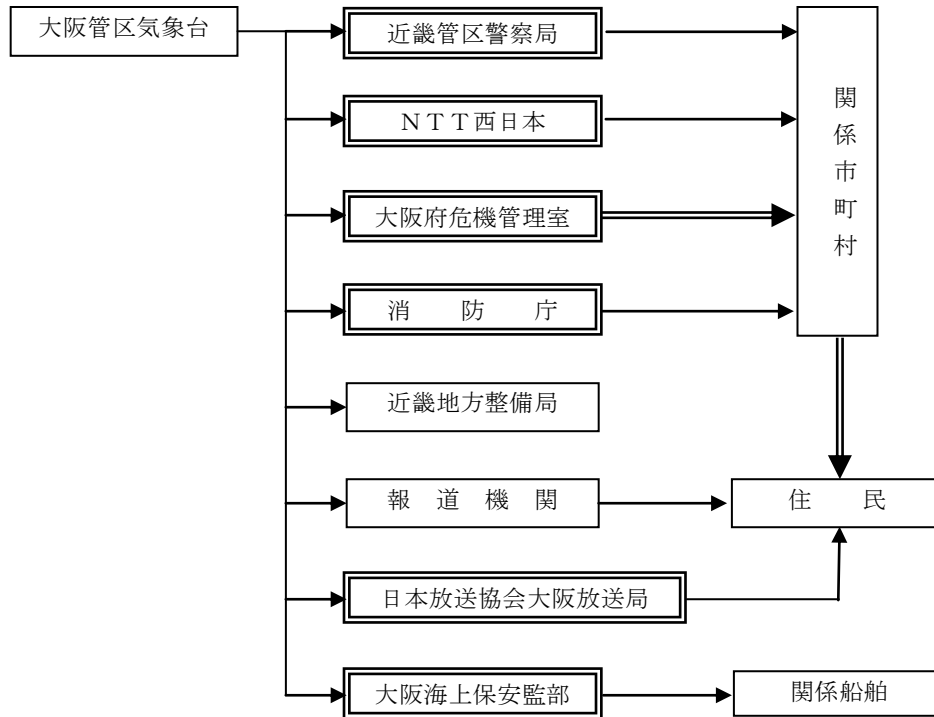 大阪管区気象台
近畿管区警察局
ＮＴＴ西日本
大阪府危機管理室
消　防　庁
近畿地方整備局
報　道　機　関
日本放送協会大阪放送局
大阪海上保安監部
関係市町村
住　民
関係船舶